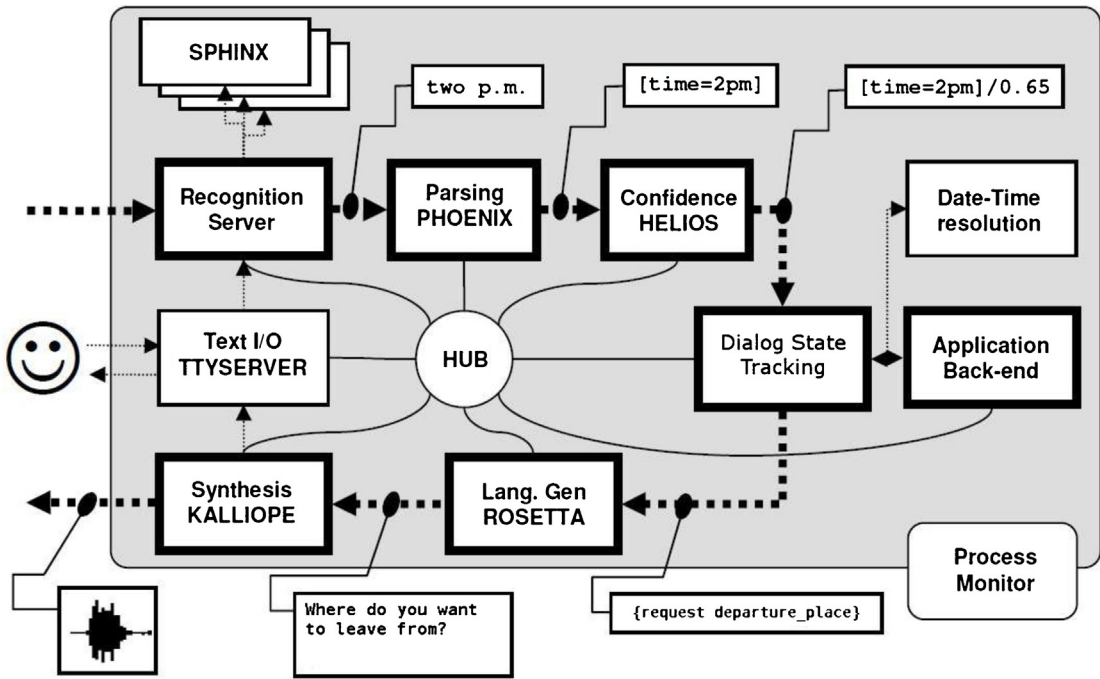 SPHINX
two p.m.
[time=2pm]
[time=2pm]/0.65
Recognition
Server
Parsing
PHOENIX
Confidence
HELIOS
Date-Time
resolution
Text I/O
TTYSERVER
HUB
Dialog State
Tracking
Application
Back-end
Synthesis
KALLIOPE
Lang. Gen
ROSETTA
Process
Monitor
Where do you want
to leave from?
{request departure_place}